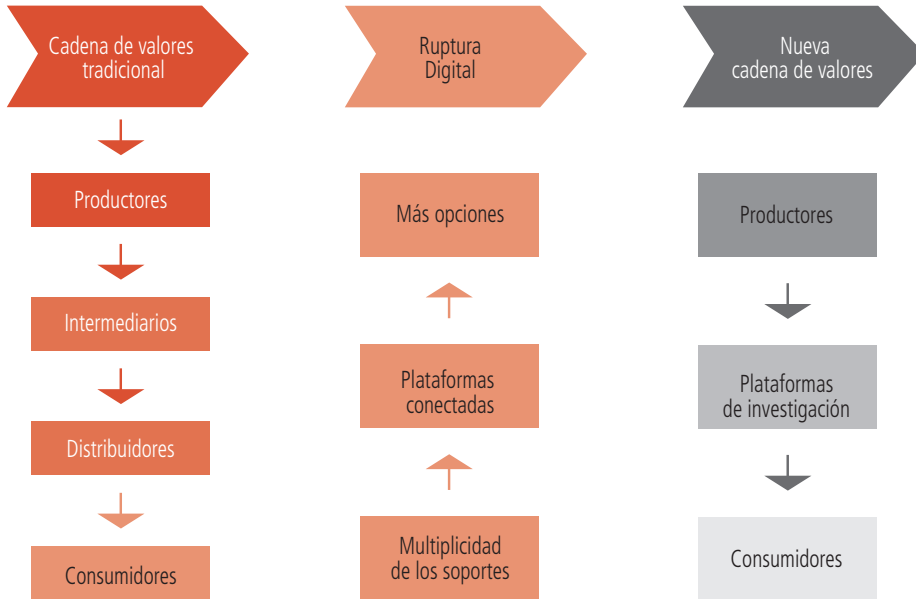 Cadena de valores
tradicional
Productores
Intermediarios
Distribuidores
Consumidores
Ruptura
Digital
Más opciones
Plataformas
conectadas
Multiplicidad
de los soportes
Nueva
cadena de valores
Productores
Plataformas
de investigación
Consumidores